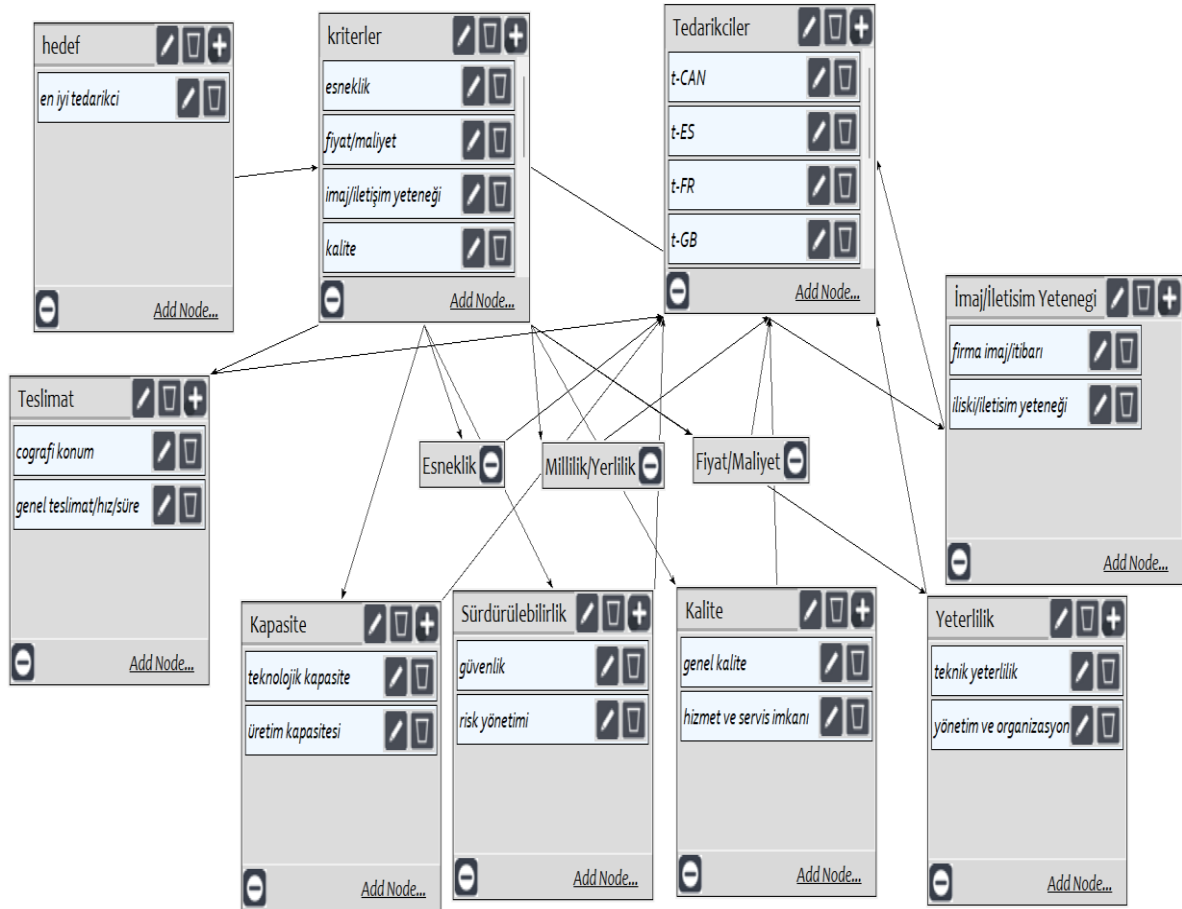 hedef
en iyi tedarikci
Add Node...
kriterler
esneklik
fiyat/maliyet
imaj/iletişim yeteneği
kalite
Add Node...
Tedarikciler
t-CAN
t-ES
t-FR
t-GB
Add Node...
İmaj/İletisim Yetenegi
firma imaj/itibarı
iliski/iletisim yeteneği
Add Node...
Teslimat
cografi konum
genel teslimat/hız/süre
Add Node...
Esneklik
Millilik/Yerlilik
Fiyat/Maliyet
Kapasite
teknolojik kapasite
üretim kapasitesi
Add Node...
Sürdürülebilirlik
güvenlik
risk yönetimi
Add Node...
Kalite
genel kalite
hizmet ve servis imkanı
Add Node...
Yeterlilik
teknik yeterlilik
yönetim ve organizasyon
Add Node...